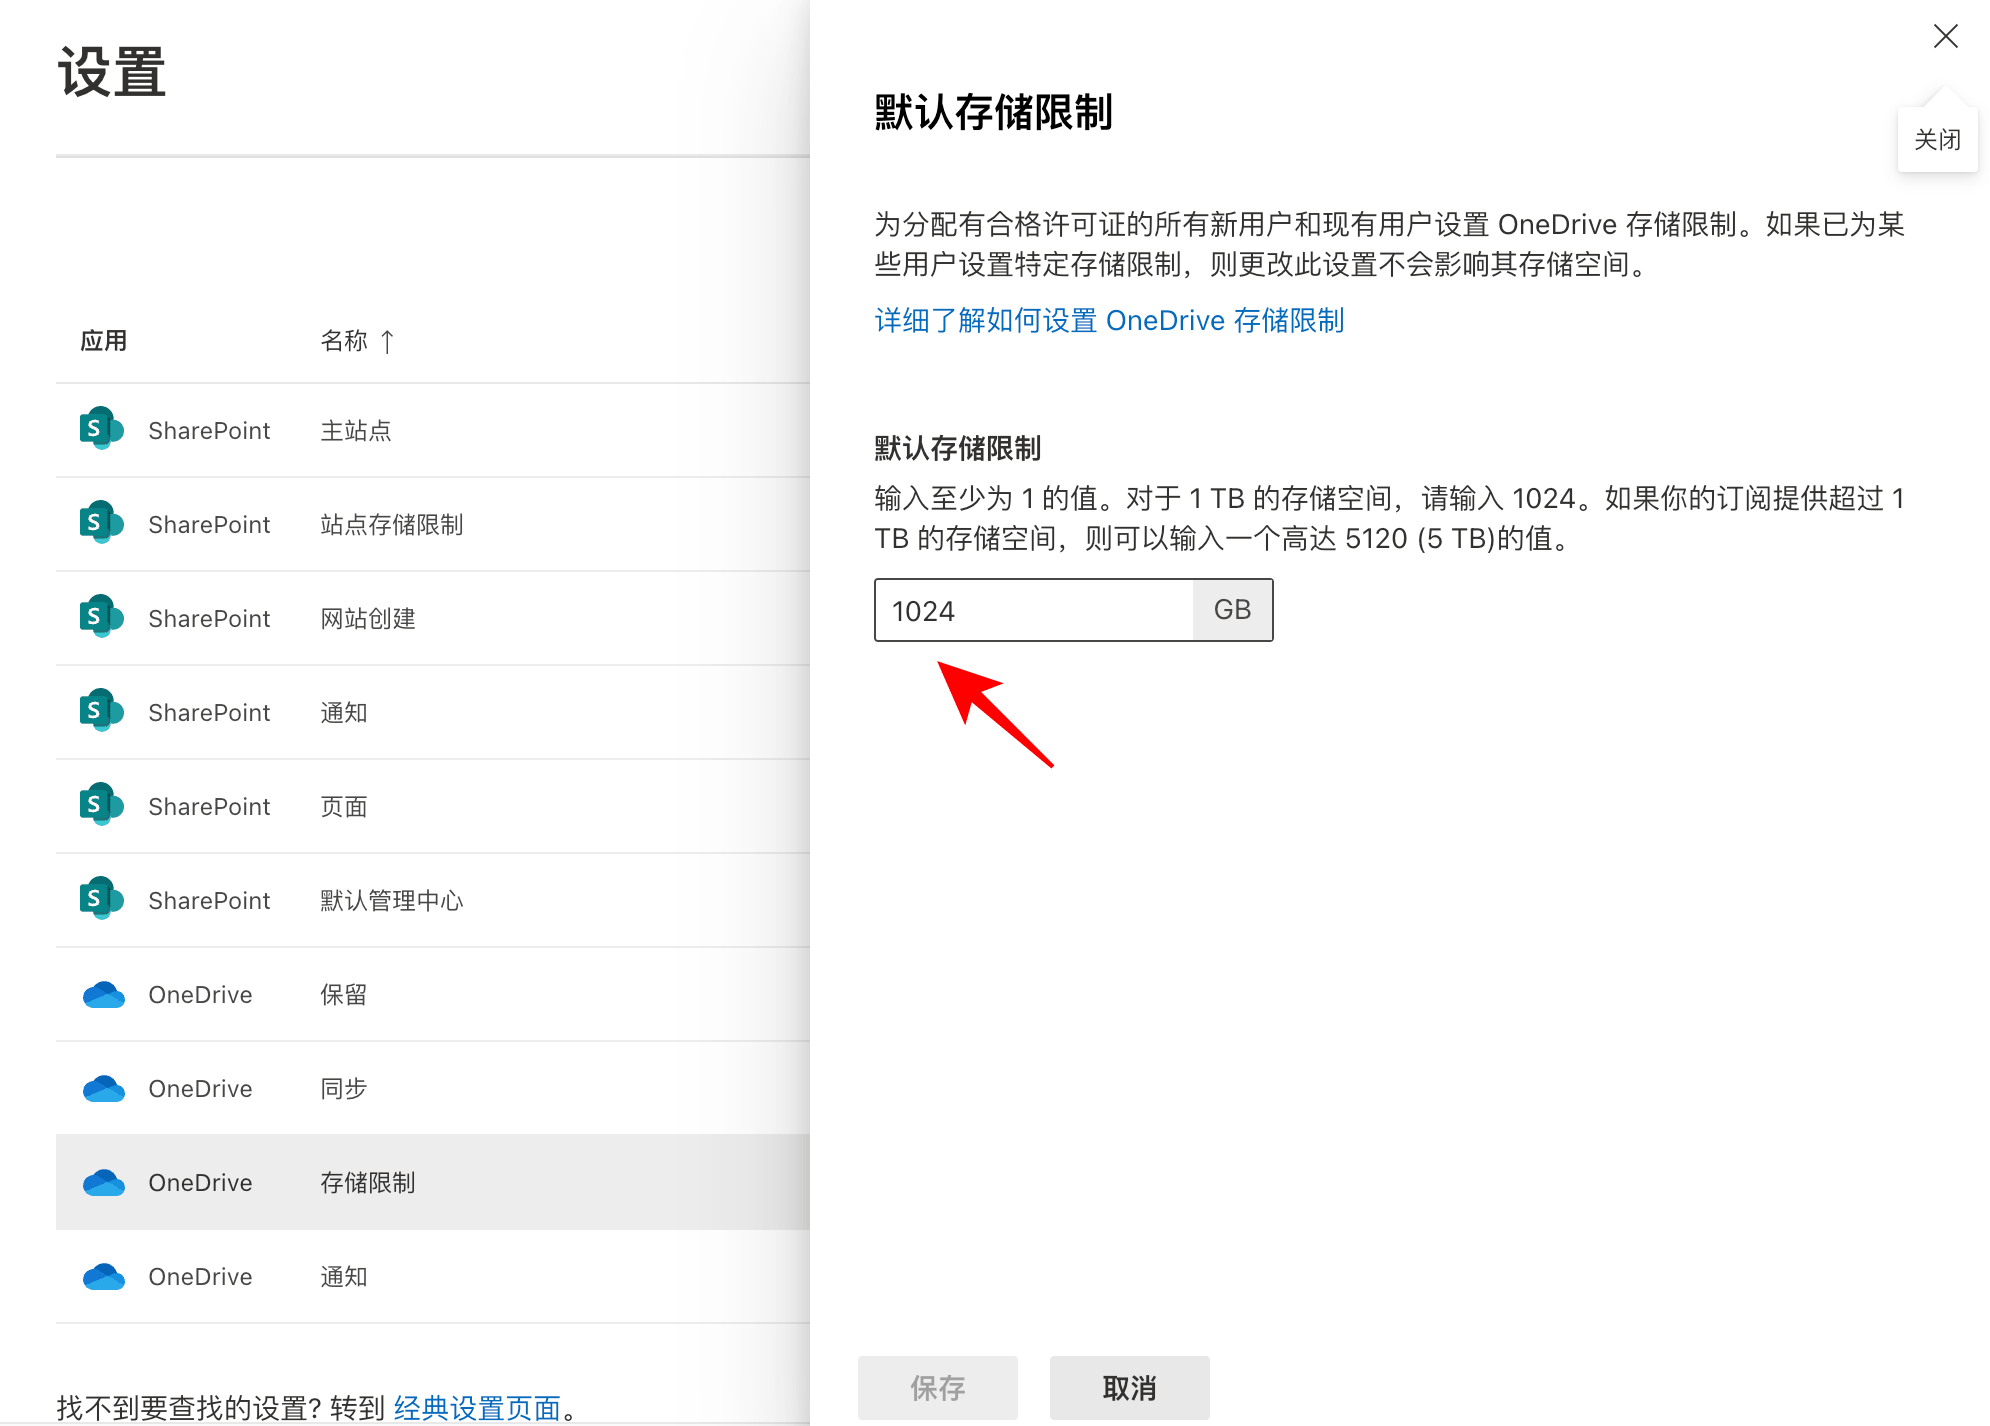 设置
应用 名称 ↑
SharePoint 主站点
SharePoint 站点存储限制
SharePoint 网站创建
SharePoint 通知
SharePoint 页面
SharePoint 默认管理中心
OneDrive 保留
OneDrive 同步
OneDrive 存储限制
OneDrive 通知
找不到要查找的设置? 转到 经典设置页面。
关闭
默认存储限制
为分配有合格许可证的所有新用户和现有用户设置 OneDrive 存储限制。如果已为某
些用户设置特定存储限制，则更改此设置不会影响其存储空间。
详细了解如何设置 OneDrive 存储限制
默认存储限制
输入至少为 1 的值。对于 1 TB 的存储空间，请输入 1024。如果你的订阅提供超过 1
TB 的存储空间，则可以输入一个高达 5120 (5 TB)的值。
1024 GB
保存 取消